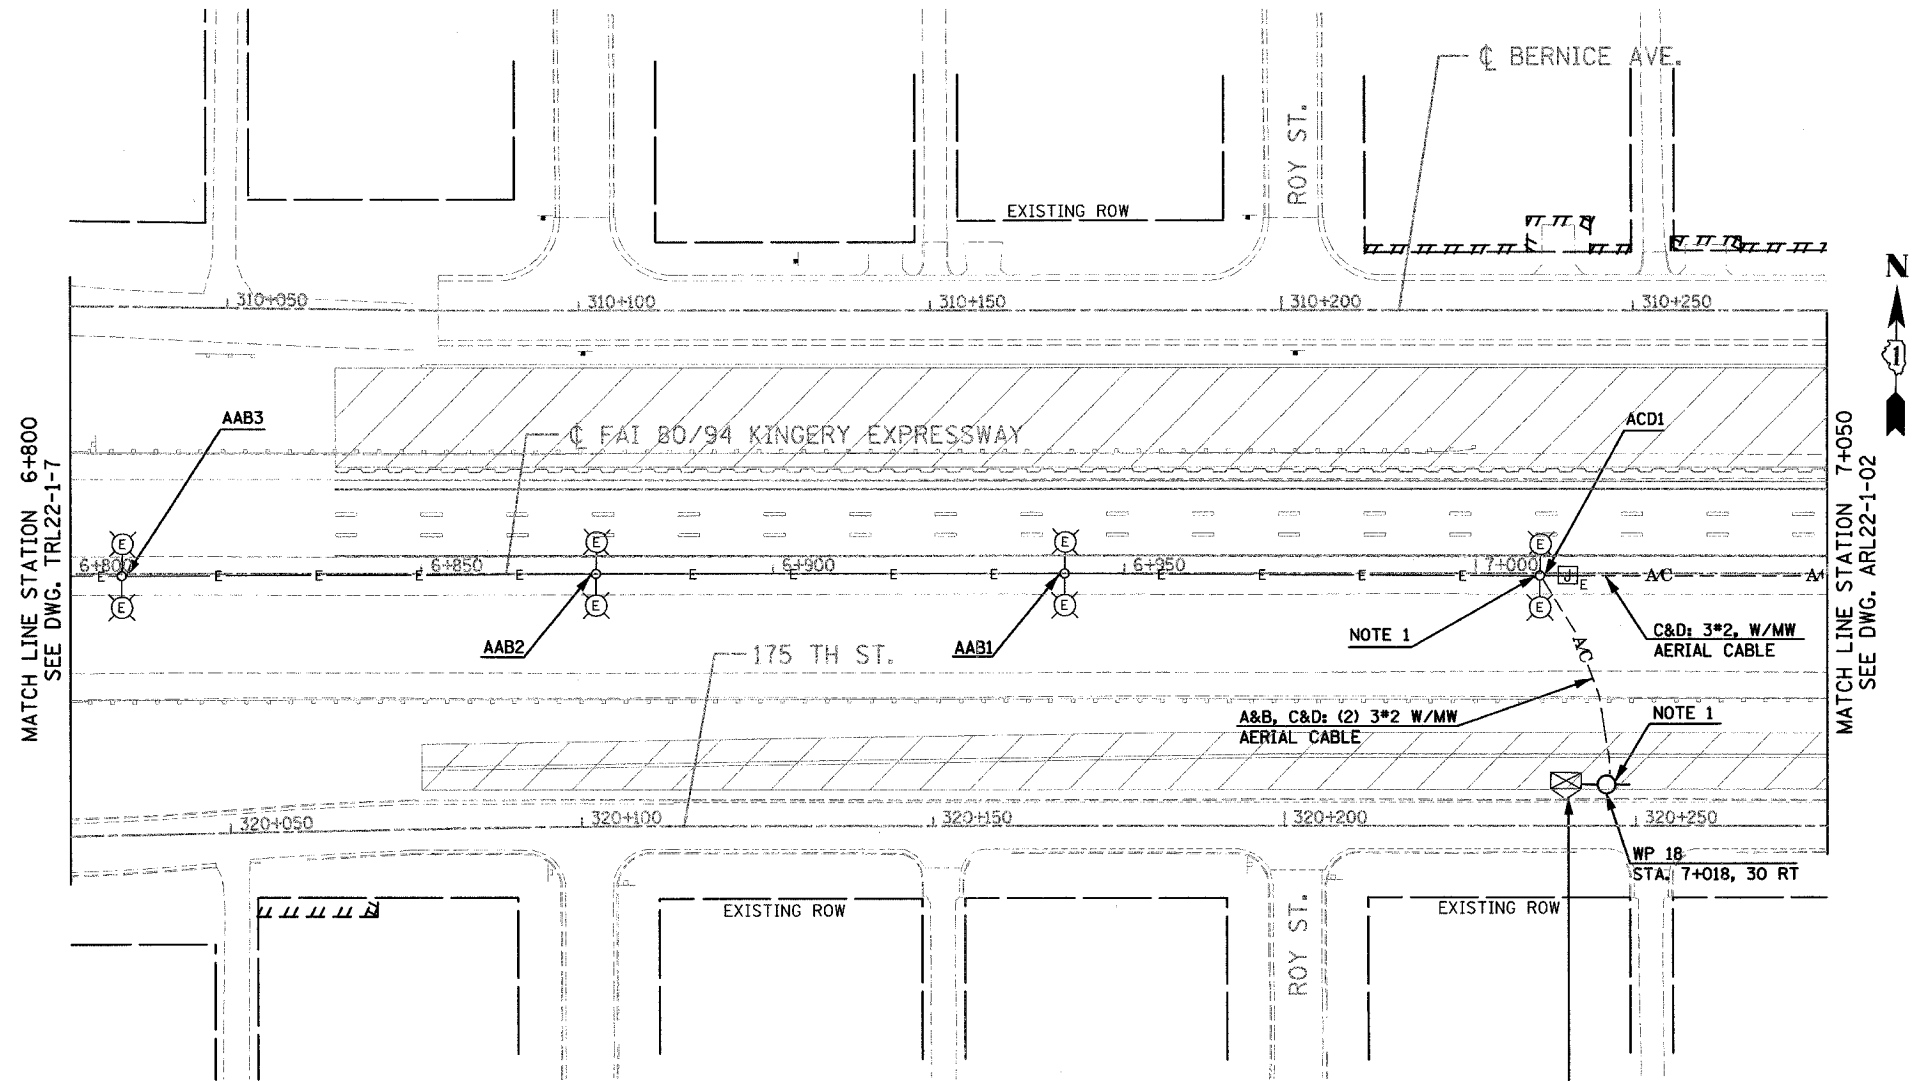 ℄ BERNICE AVE.
ROY ST.
EXISTING ROW
N
310+050
310+100
310+150
310+200
310+250
1
MATCH LINE STATION 6+800
SEE DWG. TRL22-1-7
AAB3
℄ FAI 80/94 KINGERY EXPRESSWAY
ACD1
MATCH LINE STATION 7+050
SEE DWG. ARL22-1-02
E E E E
6+800
6+850
6+900
6+950
7+000
E E E E E E E E E E E E E
J
E
A/C
E E E E
AAB2
AAB1
NOTE 1
C&D: 3#2, W/MW
AERIAL CABLE
175 TH ST.
A/C
A&B, C&D: (2) 3#2 W/MW
AERIAL CABLE
NOTE 1
320+050
320+100
320+150
320+200
320+250
WP 18
STA. 7+018, 30 RT
EXISTING ROW
EXISTING ROW
ROY ST.